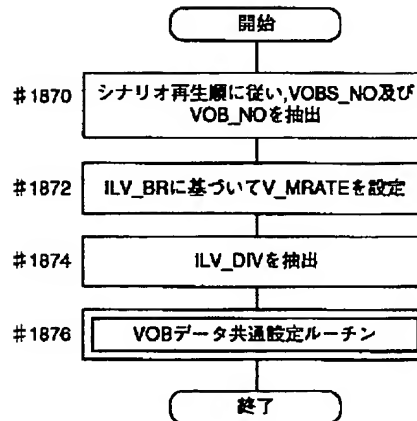 開始
#1870
シナリオ再生順に従い,VOBS_NO及び
VOB_NOを抽出
#1872
ILV_BRに基づいてV_MRATEを設定
#1874
ILV_DIVを抽出
#1876
VOBデータ共通設定ルーチン
終了